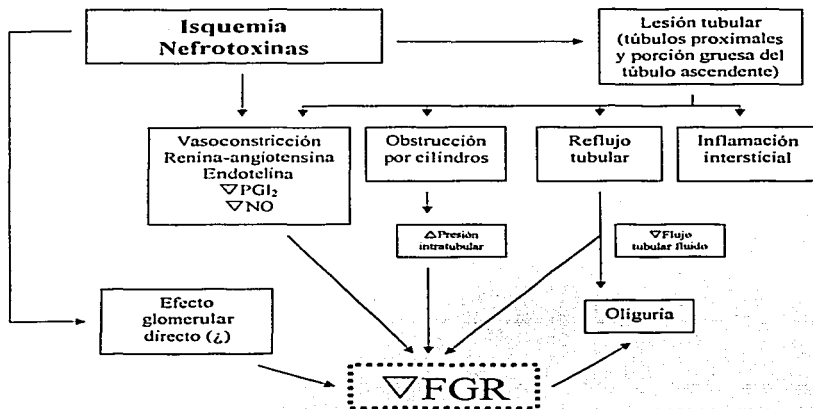 Isquemia
Nefrotoxinas
Lesión tubular
(túbulos proximales
y porción gruesa del
túbulo ascendente)
Vasoconstricción
Renina-angiotensina
Endotelina
▽PGI₂
▽NO
Obstrucción
por cilindros
Reflujo
tubular
Inflamación
intersticial
△Presión
intratubular
▽Flujo
tubular fluido
Efecto
glomerular
directo (¿)
Oliguria
▽FGR